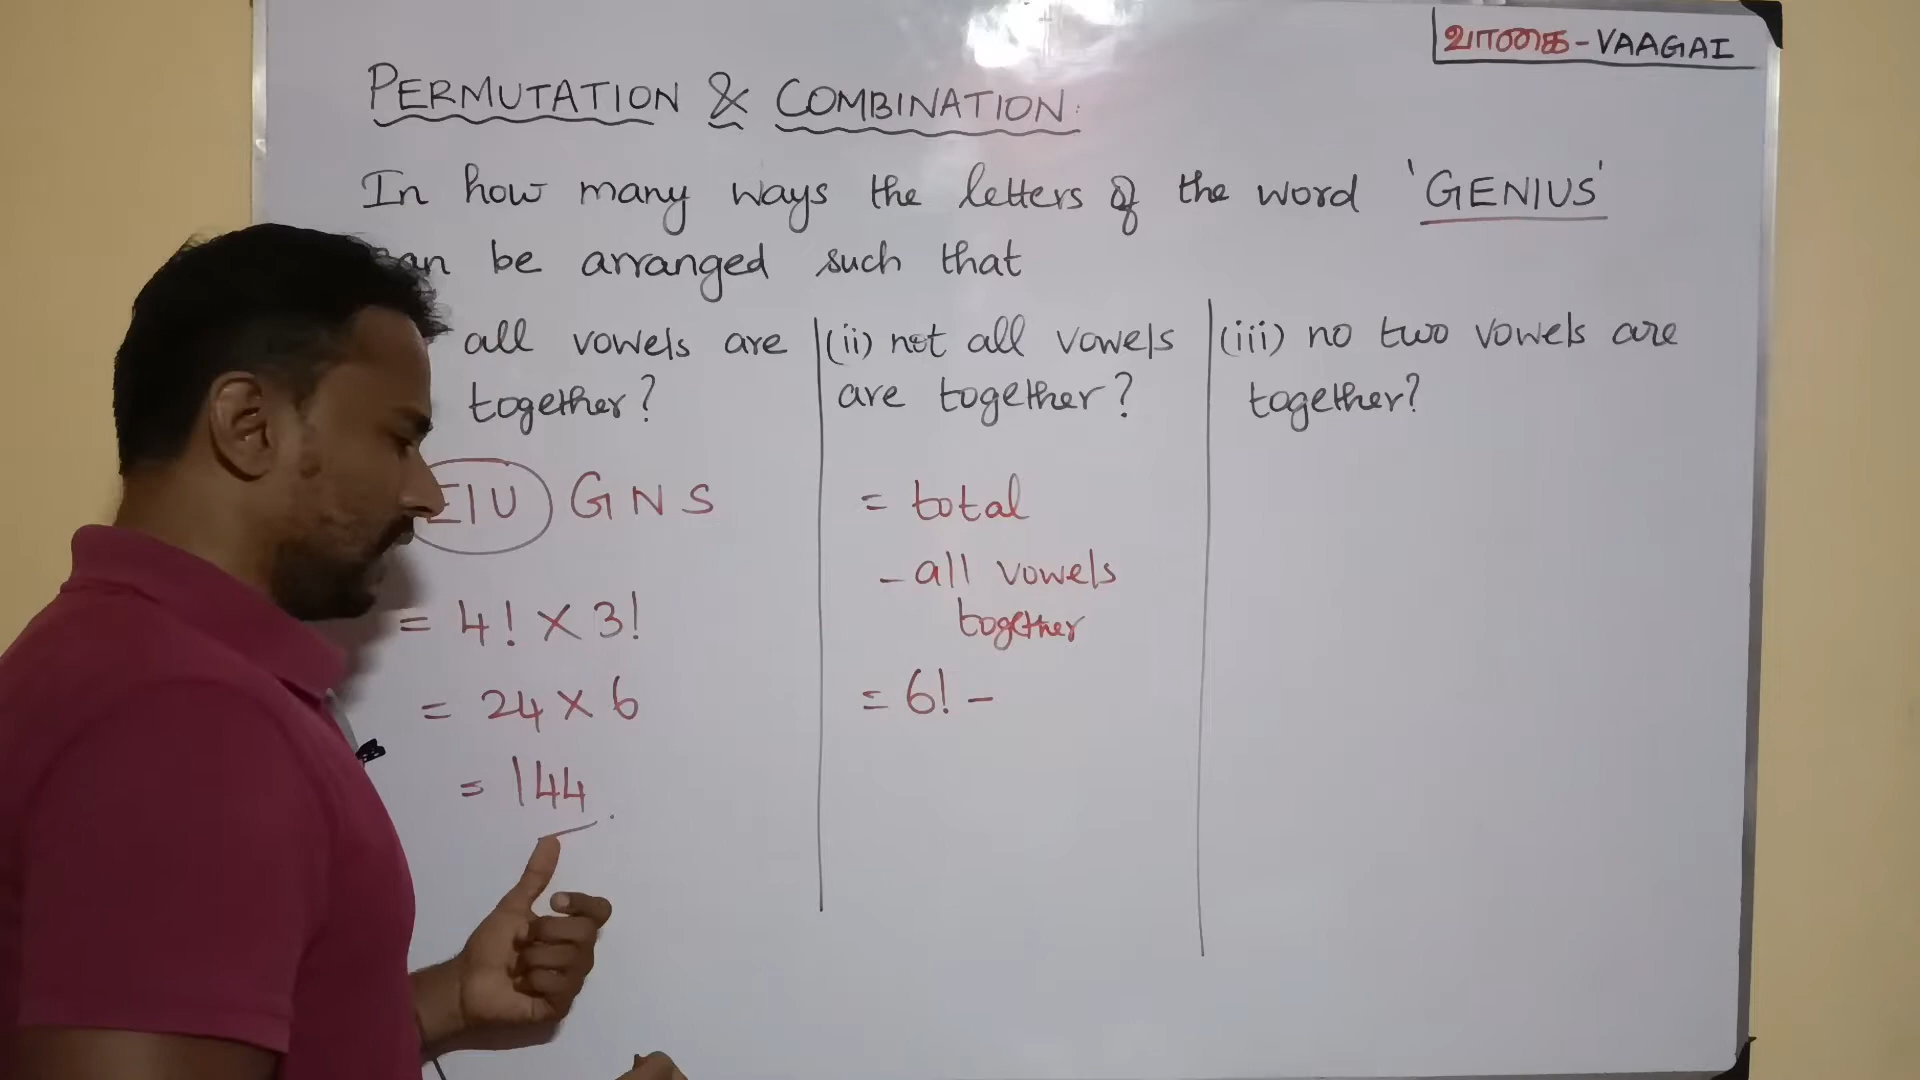 வாகை - VAAGAI
PERMUTATION & COMBINATION:
In how many ways the letters of the word 'GENIUS'
can be arranged such that
all vowels are
together?
EIU GNS
= 4! × 3!
= 24 × 6
= 144
(ii) not all vowels
are together?
= total
- all vowels
together
= 6! -
(iii) no two vowels are
together?